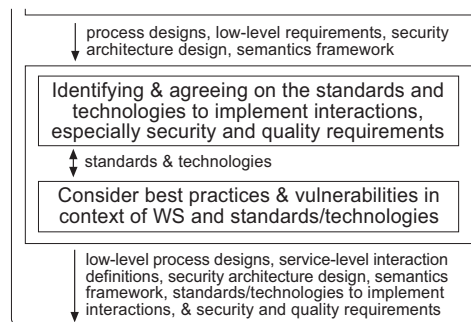 process designs, low-level requirements, security
architecture design, semantics framework
Identifying & agreeing on the standards and
technologies to implement interactions,
especially security and quality requirements
standards & technologies
Consider best practices & vulnerabilities in
context of WS and standards/technologies
low-level process designs, service-level interaction
definitions, security architecture design, semantics
framework, standards/technologies to implement
interactions, & security and quality requirements